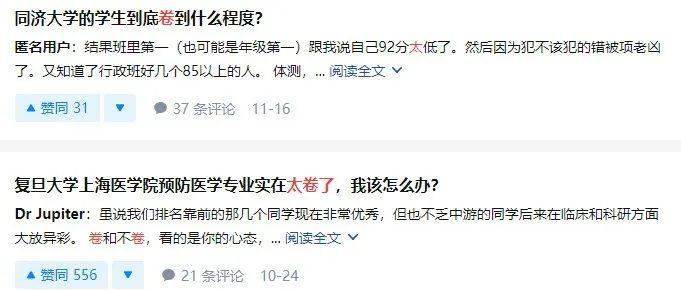 同济大学的学生到底卷到什么程度?
匿名用户：结果班里第一（也可能是年级第一）跟我说自己92分太低了。然后因为犯不该犯的错被项老凶
了。又知道了行政班好几个85以上的人。 体测，... 阅读全文
赞同 31 37 条评论 11-16
复旦大学上海医学院预防医学专业实在太卷了，我该怎么办?
Dr Jupiter：虽说我们排名靠前的那几个同学现在非常优秀，但也不乏中游的同学后来在临床和科研方面
大放异彩。 卷和不卷，看的是你的心态，... 阅读全文
赞同 556 21 条评论 10-24